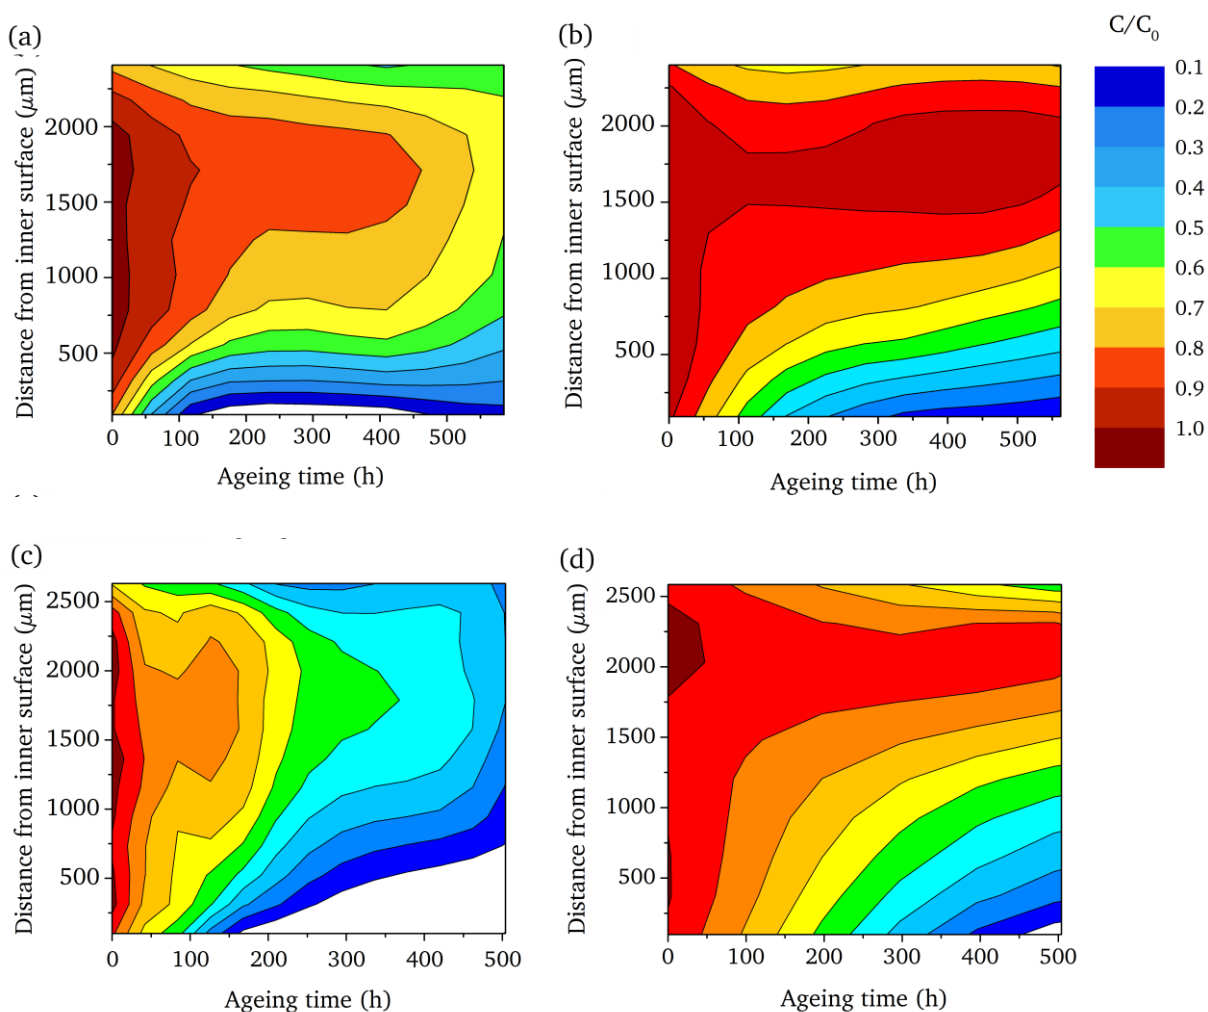 (a)
Distance from inner surface (μm)
2000
1500
1000
500
0 100 200 300 400 500
Ageing time (h)
(b)
Distance from inner surface (μm)
2000
1500
1000
500
0 100 200 300 400 500
Ageing time (h)
C/C0
0.1
0.2
0.3
0.4
0.5
0.6
0.7
0.8
0.9
1.0
(c)
Distance from inner surface (μm)
2500
2000
1500
1000
500
0 100 200 300 400 500
Ageing time (h)
(d)
Distance from inner surface (μm)
2500
2000
1500
1000
500
0 100 200 300 400 500
Ageing time (h)